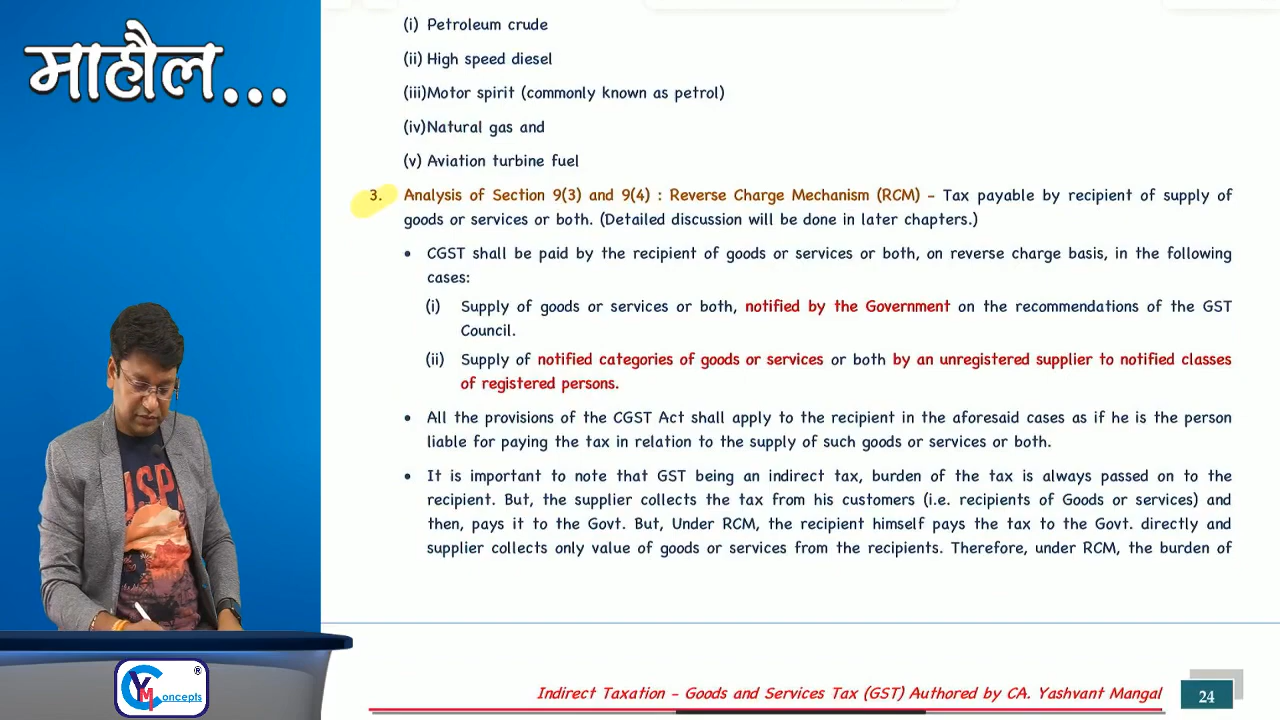 माहौल...
(i) Petroleum crude
(ii) High speed diesel
(iii)Motor spirit (commonly known as petrol)
(iv)Natural gas and
(v) Aviation turbine fuel
3. Analysis of Section 9(3) and 9(4) : Reverse Charge Mechanism (RCM) – Tax payable by recipient of supply of
goods or services or both. (Detailed discussion will be done in later chapters.)
• CGST shall be paid by the recipient of goods or services or both, on reverse charge basis, in the following
cases:
(i) Supply of goods or services or both, notified by the Government on the recommendations of the GST
Council.
(ii) Supply of notified categories of goods or services or both by an unregistered supplier to notified classes
of registered persons.
• All the provisions of the CGST Act shall apply to the recipient in the aforesaid cases as if he is the person
liable for paying the tax in relation to the supply of such goods or services or both.
• It is important to note that GST being an indirect tax, burden of the tax is always passed on to the
recipient. But, the supplier collects the tax from his customers (i.e. recipients of Goods or services) and
then, pays it to the Govt. But, Under RCM, the recipient himself pays the tax to the Govt. directly and
supplier collects only value of goods or services from the recipients. Therefore, under RCM, the burden of
YM Concepts ®
Indirect Taxation – Goods and Services Tax (GST) Authored by CA. Yashvant Mangal
24